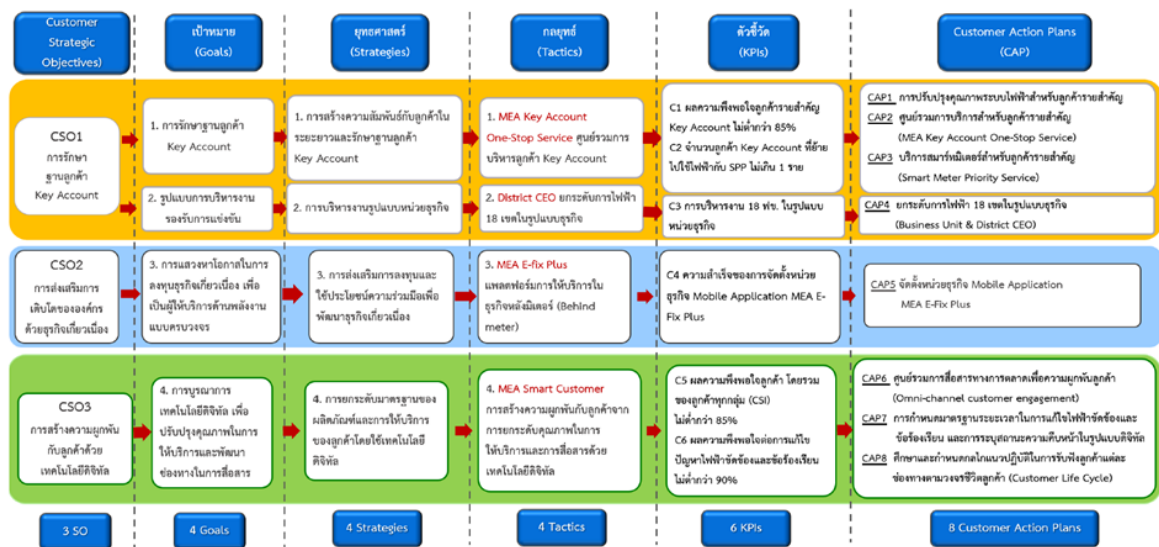 Customer
Strategic
Objectives)
เป้าหมาย
(Goals)
ยุทธศาสตร์
(Strategies)
กลยุทธ์
(Tactics)
ตัวชี้วัด
(KPIs)
Customer Action Plans
(CAP)
CSO1
การรักษา
ฐานลูกค้า
Key Account
1. การรักษาฐานลูกค้า
Key Account
1. การสร้างความสัมพันธ์กับลูกค้าใน
ระยะยาวและรักษาฐานลูกค้า
Key Account
1. MEA Key Account
One-Stop Service ศูนย์รวมการ
บริหารลูกค้า Key Account
C1 ผลความพึงพอใจลูกค้ารายสำคัญ
Key Account ไม่ต่ำกว่า 85%
C2 จำนวนลูกค้า Key Account ที่ย้าย
ไปใช้ไฟฟ้ากับ SPP ไม่เกิน 1 ราย
CAP1 การปรับปรุงคุณภาพระบบไฟฟ้าสำหรับลูกค้ารายสำคัญ
CAP2 ศูนย์รวมการบริการสำหรับลูกค้ารายสำคัญ
(MEA Key Account One-Stop Service)
CAP3 บริการสมาร์ทมิเตอร์สำหรับลูกค้ารายสำคัญ
(Smart Meter Priority Service)
2. รูปแบบการบริหารงาน
รองรับการแข่งขัน
2. การบริหารงานรูปแบบหน่วยธุรกิจ
2. District CEO ยกระดับการไฟฟ้า
18 เขตในรูปแบบธุรกิจ
C3 การบริหารงาน 18 ฟข. ในรูปแบบ
หน่วยธุรกิจ
CAP4 ยกระดับการไฟฟ้า 18 เขตในรูปแบบธุรกิจ
(Business Unit & District CEO)
CSO2
การส่งเสริมการ
เติบโตขององค์กร
ด้วยธุรกิจเกี่ยวเนื่อง
3. การแสวงหาโอกาสในการ
ลงทุนธุรกิจเกี่ยวเนื่อง เพื่อ
เป็นผู้ให้บริการด้านพลังงาน
แบบครบวงจร
3. การส่งเสริมการลงทุนและ
ใช้ประโยชน์ความร่วมมือเพื่อ
พัฒนาธุรกิจเกี่ยวเนื่อง
3. MEA E-fix Plus
แพลตฟอร์มการให้บริการใน
ธุรกิจหลังมิเตอร์ (Behind
meter)
C4 ความสำเร็จของการจัดตั้งหน่วย
ธุรกิจ Mobile Application MEA E-
Fix Plus
CAP5 จัดตั้งหน่วยธุรกิจ Mobile Application
MEA E-Fix Plus
CSO3
การสร้างความผูกพัน
กับลูกค้าด้วย
เทคโนโลยีดิจิทัล
4. การบูรณาการ
เทคโนโลยีดิจิทัล เพื่อ
ปรับปรุงคุณภาพในการ
ให้บริการและพัฒนา
ช่องทางในการสื่อสาร
4. การยกระดับมาตรฐานของ
ผลิตภัณฑ์และการให้บริการ
ของลูกค้าโดยใช้เทคโนโลยี
ดิจิทัล
4. MEA Smart Customer
การสร้างความผูกพันกับลูกค้าจาก
การยกระดับคุณภาพในการ
ให้บริการและการสื่อสารด้วย
เทคโนโลยีดิจิทัล
C5 ผลความพึงพอใจลูกค้า โดยรวม
ของลูกค้าทุกกลุ่ม (CSI)
ไม่ต่ำกว่า 85%
C6 ผลความพึงพอใจต่อการแก้ไข
ปัญหาไฟฟ้าขัดข้องและข้อร้องเรียน
ไม่ต่ำกว่า 90%
CAP6 ศูนย์รวมการสื่อสารทางการตลาดเพื่อความผูกพันลูกค้า
(Omni-channel customer engagement)
CAP7 การกำหนดมาตรฐานระยะเวลาในการแก้ไฟฟ้าขัดข้องและ
ข้อร้องเรียน และการระบุสถานะความคืบหน้าในรูปแบบดิจิทัล
CAP8 ศึกษาและกำหนดกลไกแนวปฏิบัติในการรับฟังลูกค้าแต่ละ
ช่องทางตามวงจรชีวิตลูกค้า (Customer Life Cycle)
3 SO
4 Goals
4 Strategies
4 Tactics
6 KPIs
8 Customer Action Plans